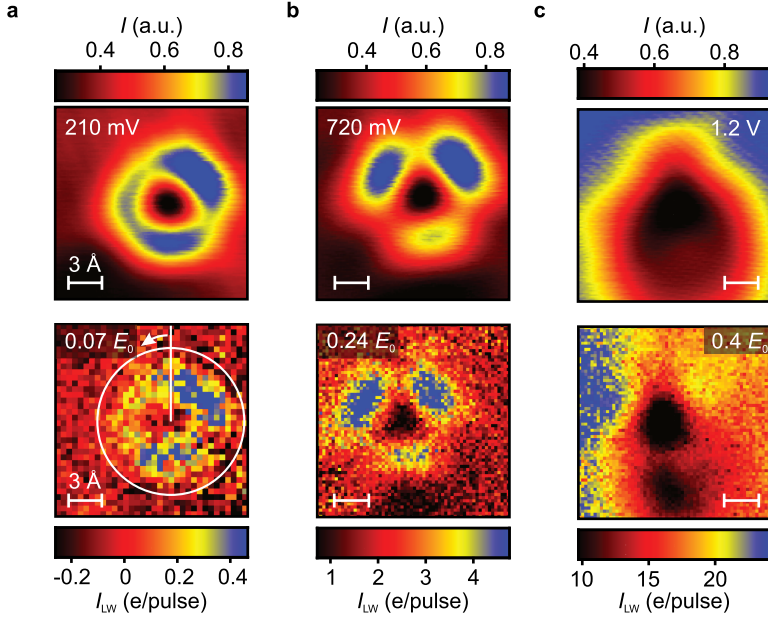 a
b
c
I (a.u.)
I (a.u.)
I (a.u.)
0.4 0.6 0.8
0.4 0.6 0.8
0.4 0.6 0.8
210 mV
720 mV
1.2 V
3 Å
0.07 E0
0.24 E0
0.4 E0
3 Å
-0.2 0 0.2 0.4
1 2 3 4
10 15 20
ILW (e/pulse)
ILW (e/pulse)
ILW (e/pulse)